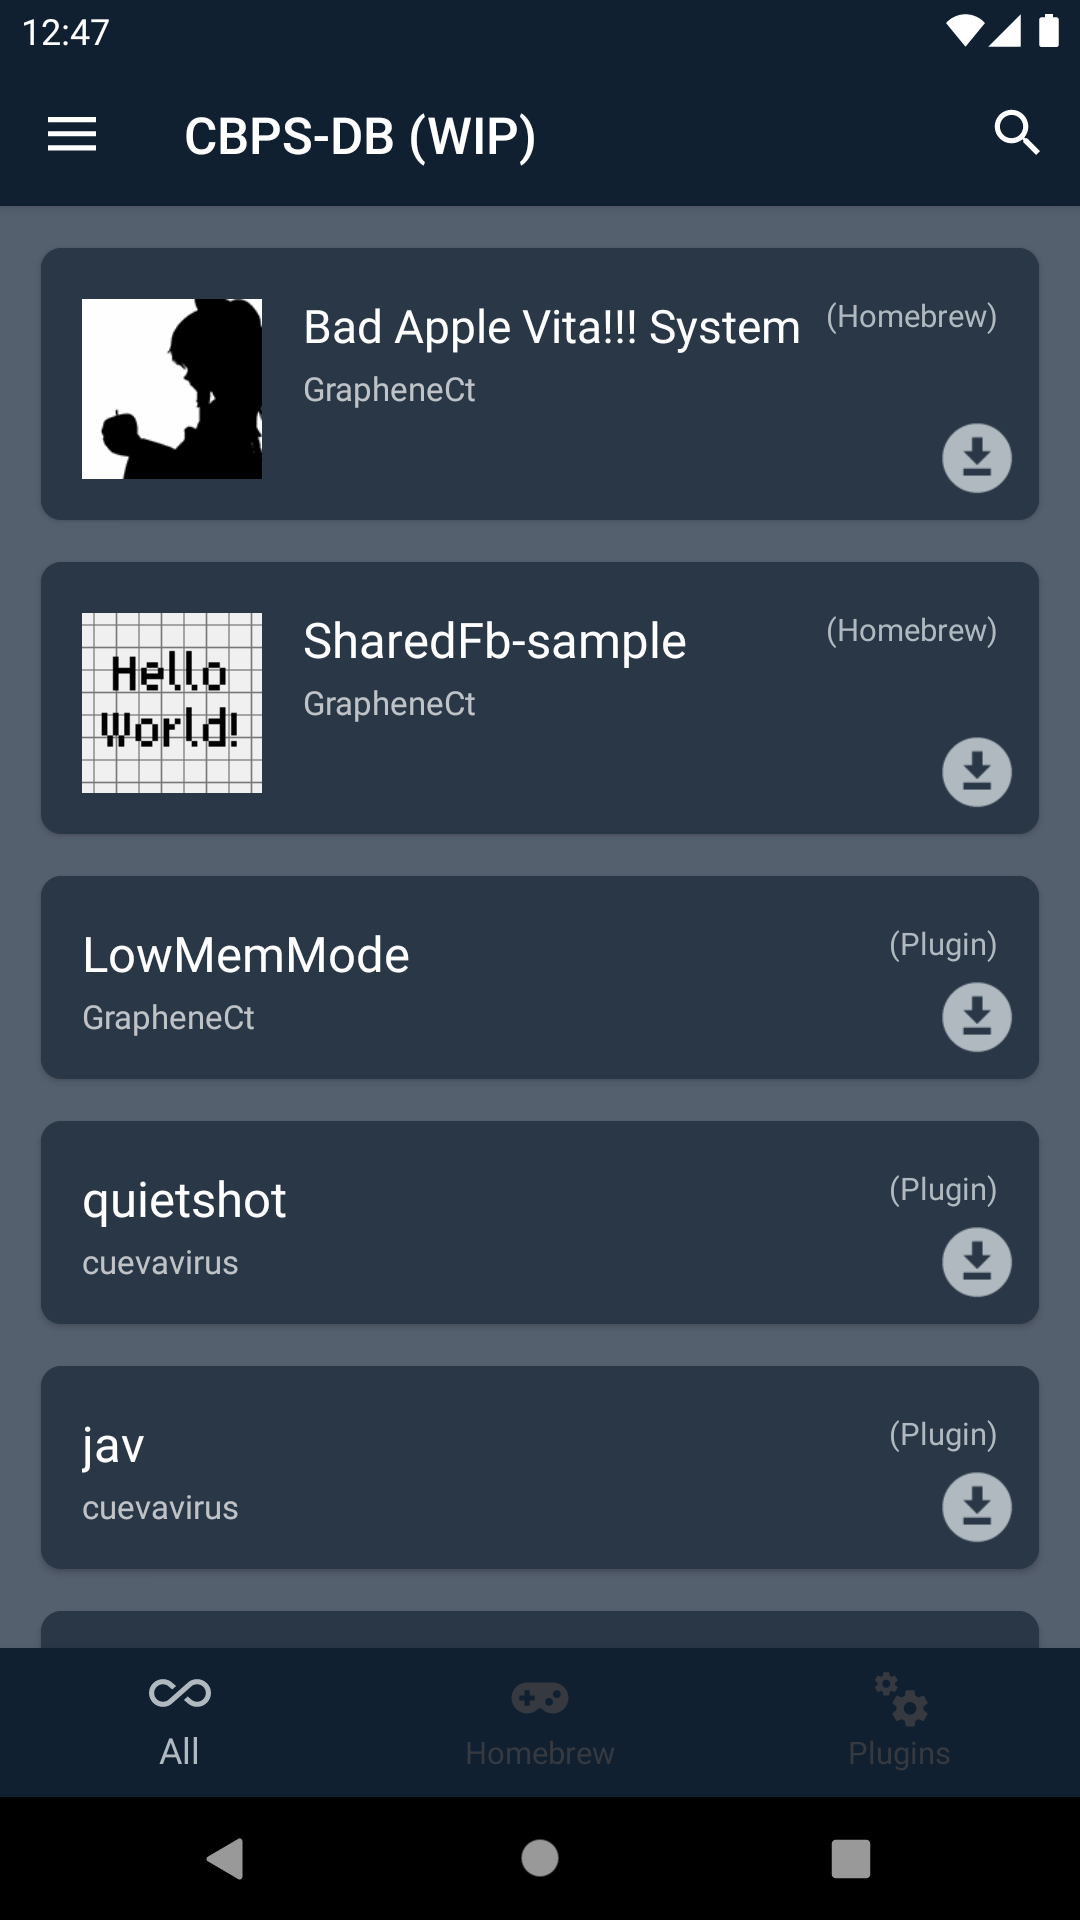 12:47
CBPS-DB (WIP)
Bad Apple Vita!!! System
(Homebrew)
GrapheneCt
Hello
World!
SharedFb-sample
(Homebrew)
GrapheneCt
LowMemMode
(Plugin)
GrapheneCt
quietshot
(Plugin)
cuevavirus
jav
(Plugin)
cuevavirus
All
Homebrew
Plugins